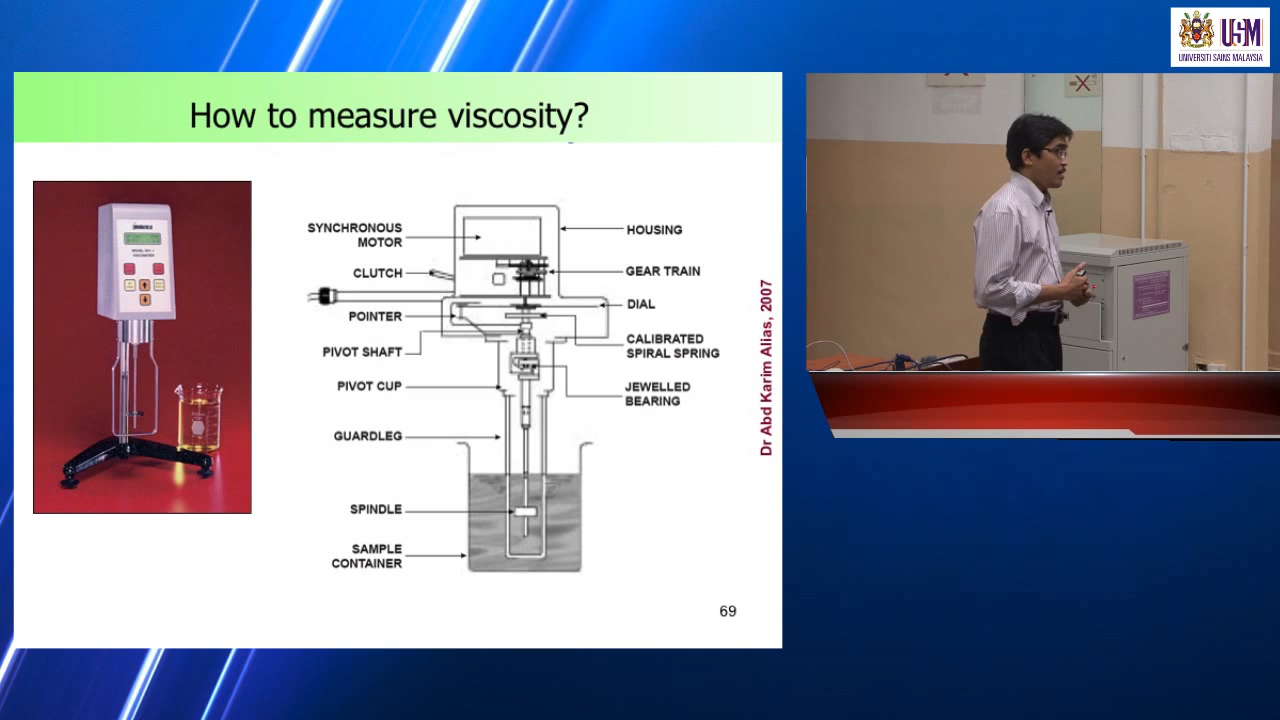 USM
UNIVERSITI SAINS MALAYSIA
How to measure viscosity?
SYNCHRONOUS
MOTOR
CLUTCH
POINTER
PIVOT SHAFT
PIVOT CUP
GUARDLEG
SPINDLE
SAMPLE
CONTAINER
HOUSING
GEAR TRAIN
DIAL
CALIBRATED
SPIRAL SPRING
JEWELLED
BEARING
Dr Abd Karim Alias, 2007
69